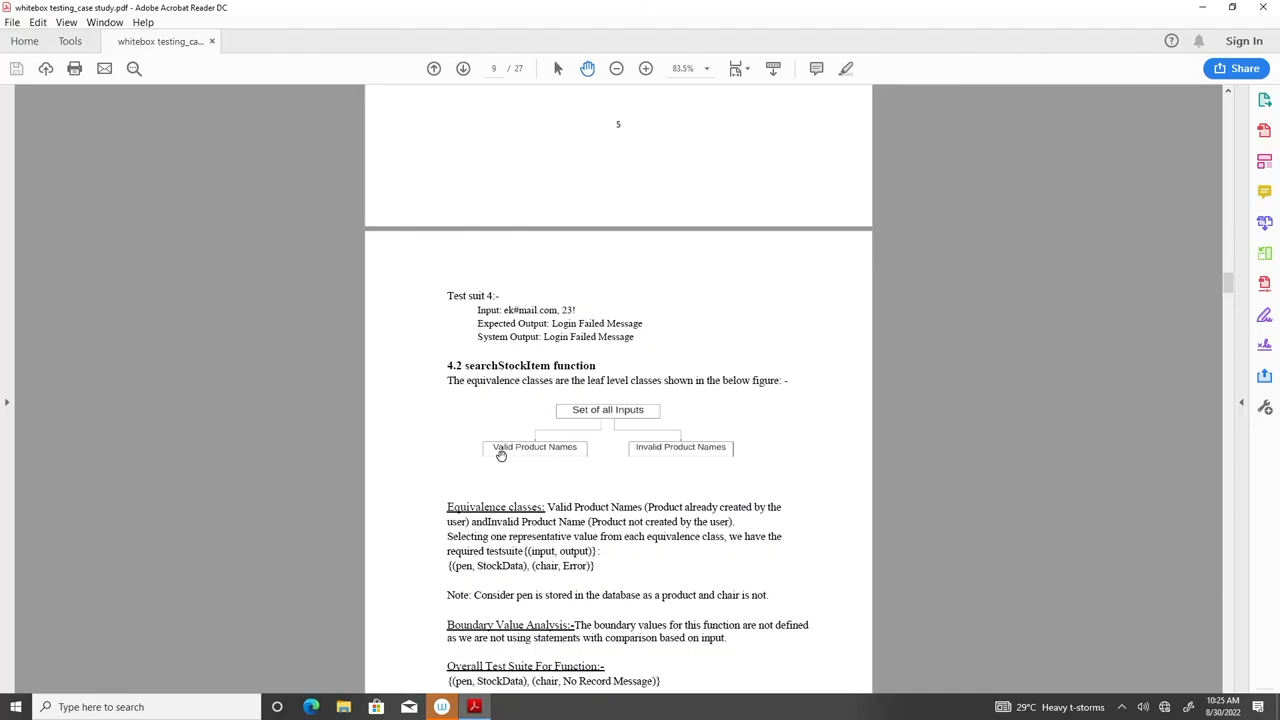 whitebox testing_case study.pdf - Adobe Acrobat Reader DC
File Edit View Window Help
Home Tools whitebox testing_ca... × Sign In
9 / 27 83.5% Share
5
Test suit 4:-
Input: ek#mail.com, 23!
Expected Output: Login Failed Message
System Output: Login Failed Message
4.2 searchStockItem function
The equivalence classes are the leaf level classes shown in the below figure: -
Set of all Inputs
Valid Product Names Invalid Product Names
Equivalence classes: Valid Product Names (Product already created by the
user) andInvalid Product Name (Product not created by the user).
Selecting one representative value from each equivalence class, we have the
required testsuite{(input, output)}:
{(pen, StockData), (chair, Error)}
Note: Consider pen is stored in the database as a product and chair is not.
Boundary Value Analysis:-The boundary values for this function are not defined
as we are not using statements with comparison based on input.
Overall Test Suite For Function:-
{(pen, StockData), (chair, No Record Message)}
Type here to search 29°C Heavy t-storms 10:25 AM
8/30/2022